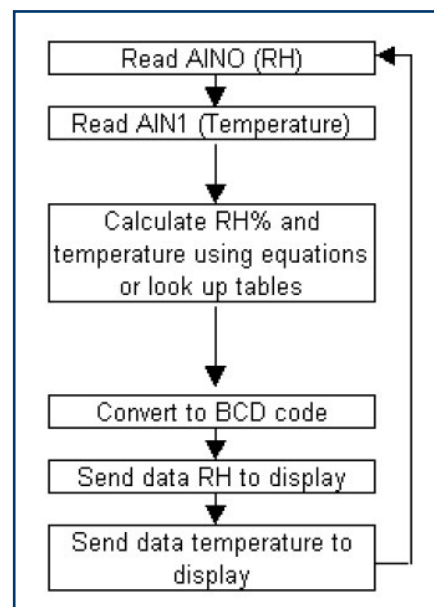 Read AINO (RH)
Read AIN1 (Temperature)
Calculate RH% and
temperature using equations
or look up tables
Convert to BCD code
Send data RH to display
Send data temperature to
display